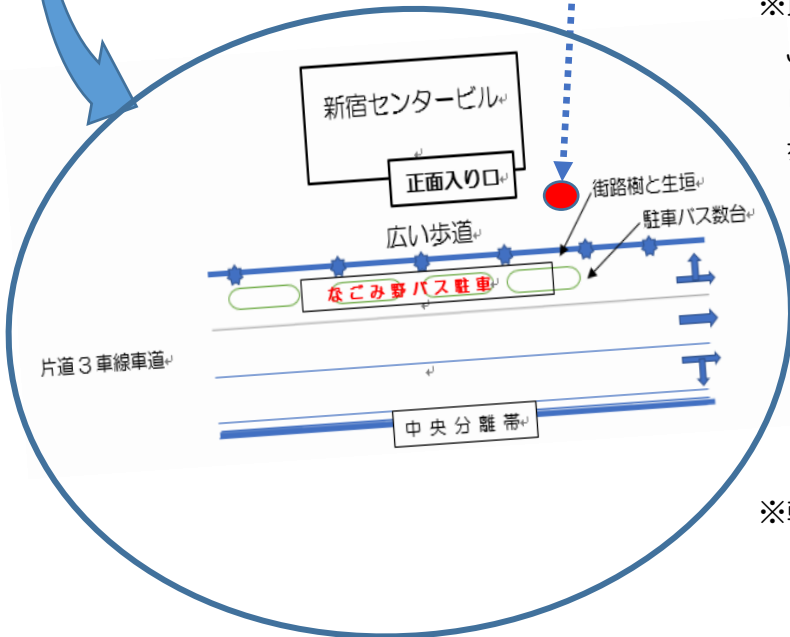 新宿センタービル
正面入り口
街路樹と生垣
駐車バス数台
広い歩道
なごみ野バス駐車
片道３車線車道
中央分離帯
※
※